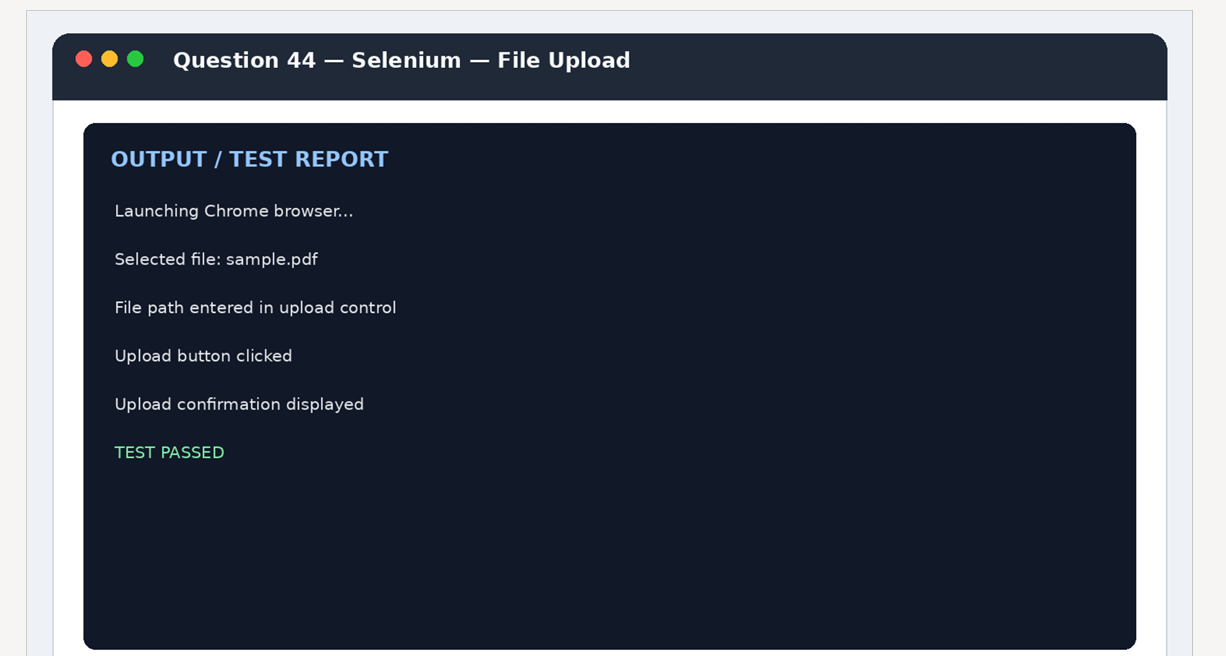 Question 44 — Selenium — File Upload
OUTPUT / TEST REPORT
Launching Chrome browser...
Selected file: sample.pdf
File path entered in upload control
Upload button clicked
Upload confirmation displayed
TEST PASSED